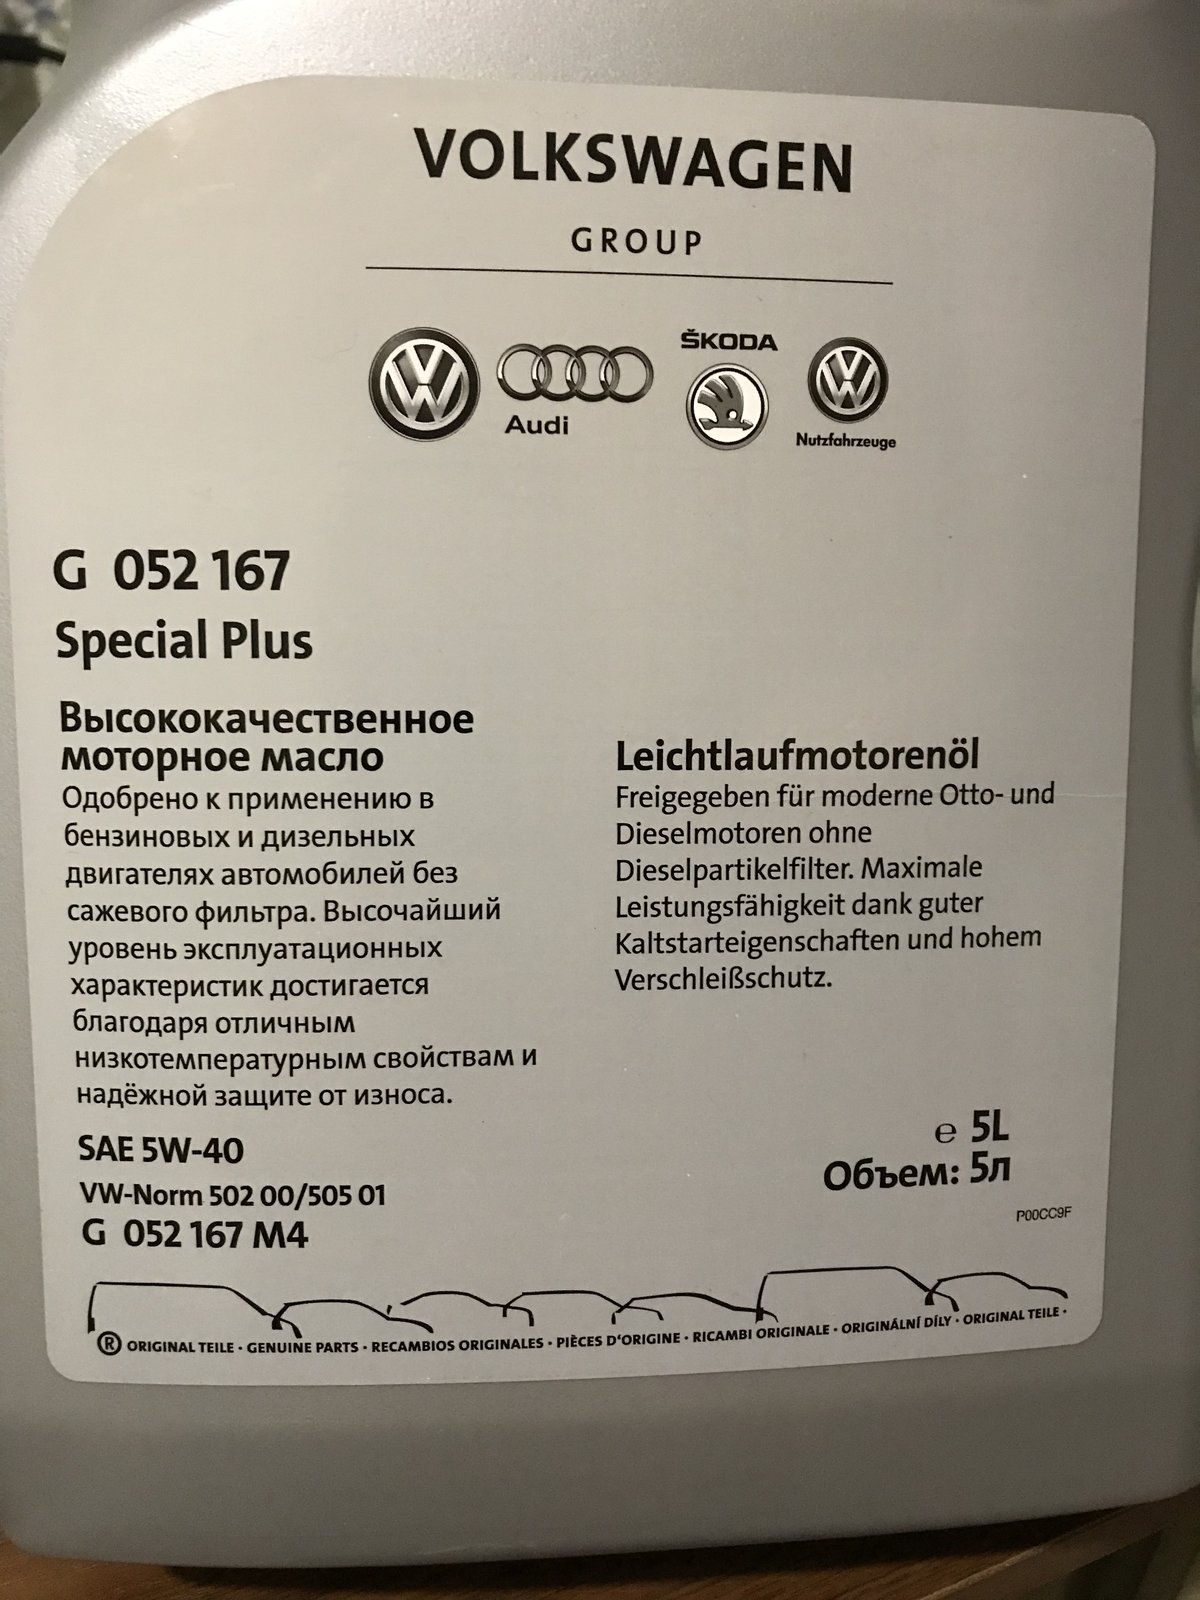 VOLKSWAGEN
GROUP
Audi
ŠKODA
Nutzfahrzeuge
G 052 167
Special Plus
Высококачественное
моторное масло
Одобрено к применению в
бензиновых и дизельных
двигателях автомобилей без
сажевого фильтра. Высочайший
уровень эксплуатационных
характеристик достигается
благодаря отличным
низкотемпературным свойствам и
надёжной защите от износа.
Leichtlaufmotorenöl
Freigegeben für moderne Otto- und
Dieselmotoren ohne
Dieselpartikelfilter. Maximale
Leistungsfähigkeit dank guter
Kaltstarteigenschaften und hohem
Verschleißschutz.
SAE 5W-40
VW-Norm 502 00/505 01
G 052 167 M4
℮ 5L
Объем: 5л
P00CC9F
® ORIGINAL TEILE · GENUINE PARTS · RECAMBIOS ORIGINALES · PIÈCES D'ORIGINE · RICAMBI ORIGINALE · ORIGINÁLNÍ DÍLY · ORIGINAL TEILE ·